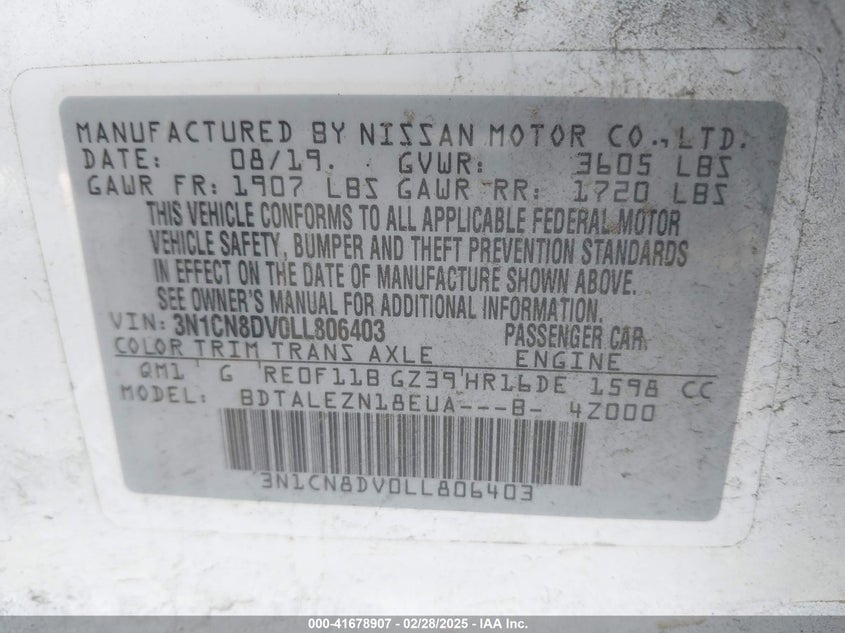 MANUFACTURED BY NISSAN MOTOR CO., LTD.
DATE: 08/19. GVWR: 3605 LBS
GAWR FR: 1907 LBS GAWR RR: 1720 LBS
THIS VEHICLE CONFORMS TO ALL APPLICABLE FEDERAL MOTOR
VEHICLE SAFETY, BUMPER AND THEFT PREVENTION STANDARDS
IN EFFECT ON THE DATE OF MANUFACTURE SHOWN ABOVE.
SEE OWNER'S MANUAL FOR ADDITIONAL INFORMATION.
VIN: 3N1CN8DV0LL806403 PASSENGER CAR
COLOR TRIM TRANS AXLE ENGINE
QM1 G RE0F11B GZ39 HR16DE 1598 CC
MODEL: BDTALEZN18EUA---B- 4Z000
3N1CN8DV0LL806403
000-41678907 - 02/28/2025 - IAA Inc.